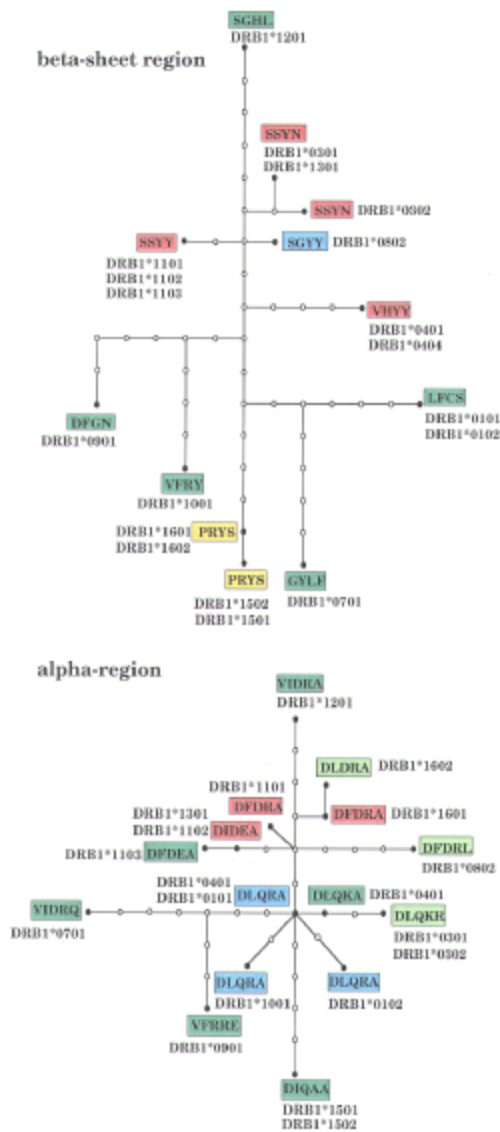 SGHL
DRB1*1201
beta-sheet region
SSYN
DRB1*0301
DRB1*1301
SSYN DRB1*0302
SSYY
SGYY DRB1*0802
DRB1*1101
DRB1*1102
DRB1*1103
VHYY
DRB1*0401
DRB1*0404
LFCS
DRB1*0101
DRB1*0102
DFGN
DRB1*0901
VFRY
DRB1*1001
DRB1*1601 PRYS
DRB1*1602
PRYS
DRB1*1502
DRB1*1501
GYLF
DRB1*0701
alpha-region
VIDRA
DRB1*1201
DLDRA DRB1*1602
DRB1*1101
DFDRA
DFDRA DRB1*1601
DRB1*1301
DRB1*1102 DIDEA
DRB1*1103 DFDEA
DFDRL
DRB1*0802
DRB1*0401
DRB1*0101 DLQRA
DLQKA DRB1*0401
VIDRQ
DRB1*0701
DLQKR
DRB1*0301
DRB1*0302
DLQRA
DRB1*1001
DLQRA
DRB1*0102
VFRRE
DRB1*0901
DIQAA
DRB1*1501
DRB1*1502